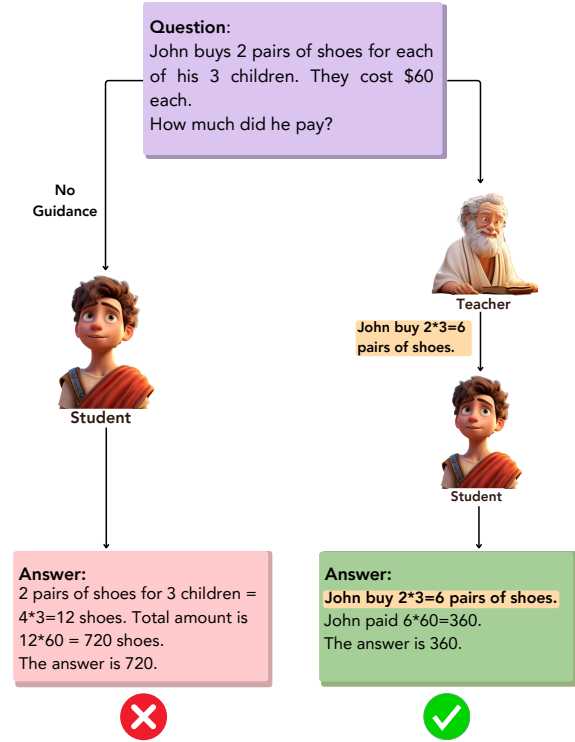 Question:
John buys 2 pairs of shoes for each
of his 3 children. They cost $60
each.
How much did he pay?
No
Guidance
Teacher
John buy 2*3=6
pairs of shoes.
Student
Student
Answer:
2 pairs of shoes for 3 children =
4*3=12 shoes. Total amount is
12*60 = 720 shoes.
The answer is 720.
Answer:
John buy 2*3=6 pairs of shoes.
John paid 6*60=360.
The answer is 360.